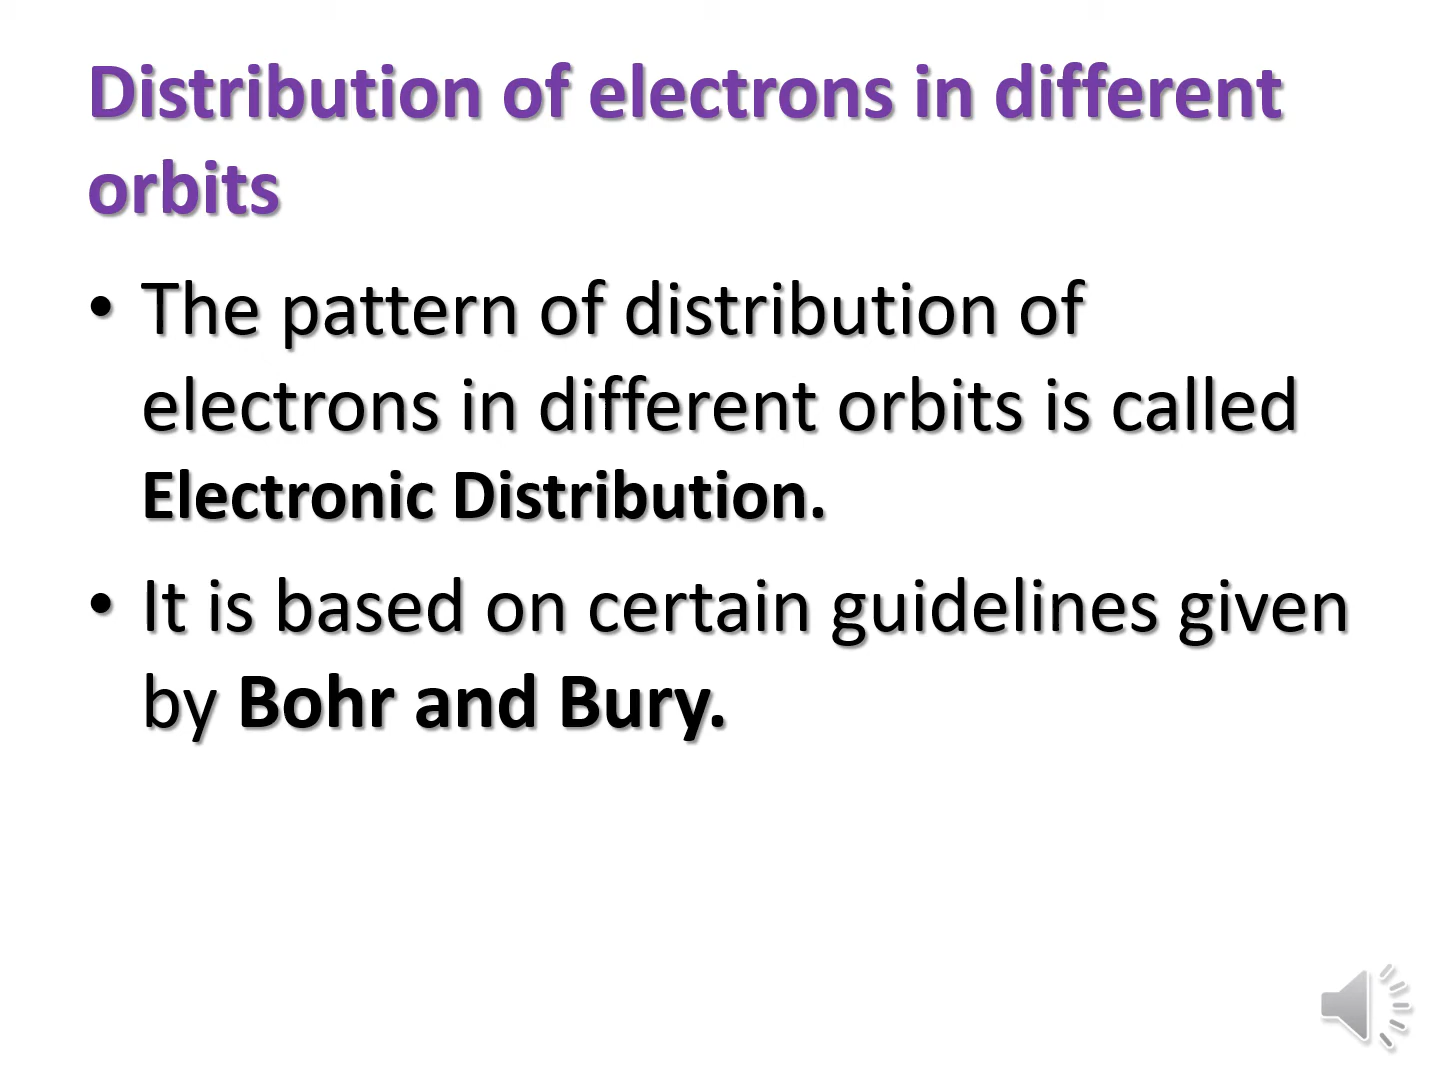 Distribution of electrons in different
orbits
• The pattern of distribution of
electrons in different orbits is called
Electronic Distribution.
• It is based on certain guidelines given
by Bohr and Bury.